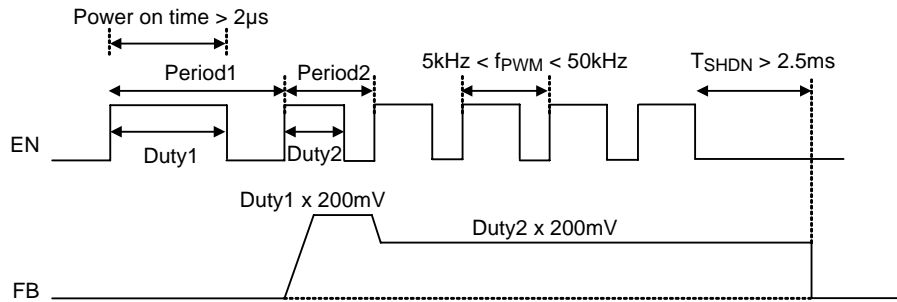 Power on time > 2μs
Period1
Period2
5kHz < fPWM < 50kHz
TSHDN > 2.5ms
EN
Duty1
Duty2
Duty1 x 200mV
Duty2 x 200mV
FB